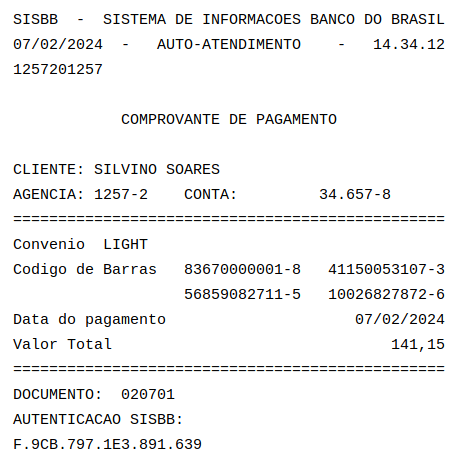 SISBB  -  SISTEMA DE INFORMACOES BANCO DO BRASIL
07/02/2024  -   AUTO-ATENDIMENTO    -   14.34.12
1257201257
COMPROVANTE DE PAGAMENTO
CLIENTE: SILVINO SOARES
AGENCIA: 1257-2    CONTA:         34.657-8
================================================
Convenio  LIGHT
Codigo de Barras   83670000001-8   41150053107-3
56859082711-5   10026827872-6
Data do pagamento                     07/02/2024
Valor Total                               141,15
================================================
DOCUMENTO:  020701
AUTENTICACAO SISBB:
F.9CB.797.1E3.891.639